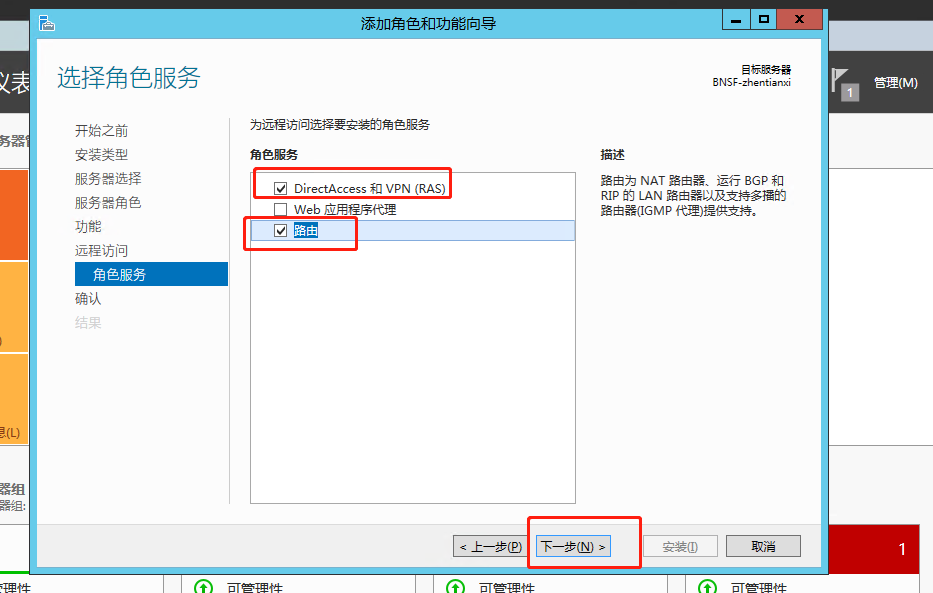 添加角色和功能向导
选择角色服务
目标服务器
BNSF-zhentianxi
仪表
1
管理(M)
开始之前
安装类型
服务器选择
服务器角色
功能
远程访问
角色服务
确认
结果
为远程访问选择要安装的角色服务
角色服务
DirectAccess 和 VPN (RAS)
Web 应用程序代理
路由
描述
路由为 NAT 路由器、运行 BGP 和
RIP 的 LAN 路由器以及支持多播的
路由器(IGMP 代理)提供支持。
务器管
息(L)
器组
器组:
< 上一步(P)
下一步(N) >
安装(I)
取消
1
管理性
可管理性
可管理性
可管理性